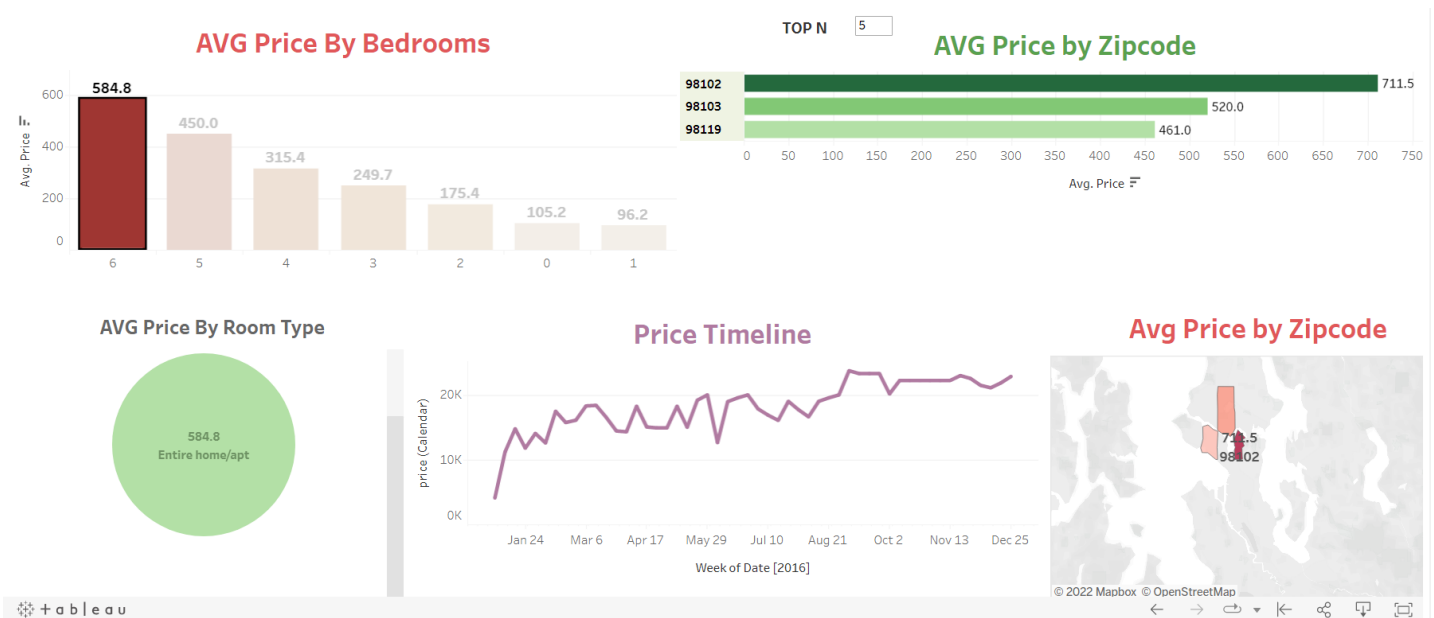 TOP N 5
AVG Price By Bedrooms
AVG Price by Zipcode
584.8
450.0
315.4
249.7
175.4
105.2
96.2
600
400
200
0
Avg. Price
6 5 4 3 2 0 1
98102 711.5
98103 520.0
98119 461.0
0 50 100 150 200 250 300 350 400 450 500 550 600 650 700 750
Avg. Price
AVG Price By Room Type
584.8
Entire home/apt
Price Timeline
price (Calendar)
20K
10K
0K
Jan 24 Mar 6 Apr 17 May 29 Jul 10 Aug 21 Oct 2 Nov 13 Dec 25
Week of Date [2016]
Avg Price by Zipcode
711.5
98102
© 2022 Mapbox © OpenStreetMap
+ableau